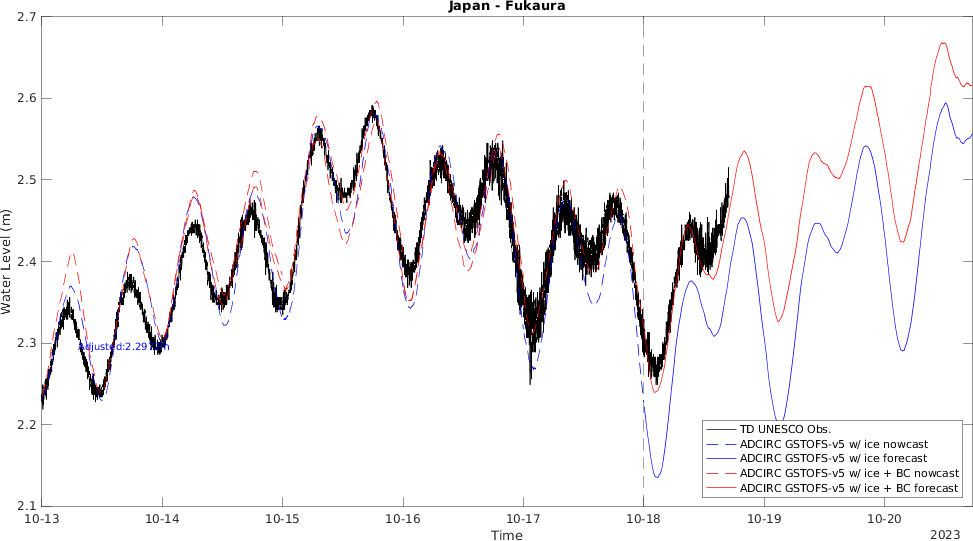 Japan - Fukaura
2.7
2.6
2.5
2.4
2.3
2.2
2.1
Water Level (m)
TD UNESCO Obs.
ADCIRC GSTOFS-v5 w/ ice nowcast
ADCIRC GSTOFS-v5 w/ ice forecast
ADCIRC GSTOFS-v5 w/ ice + BC nowcast
ADCIRC GSTOFS-v5 w/ ice + BC forecast
10-13 10-14 10-15 10-16 10-17 10-18 10-19 10-20
Time
2023